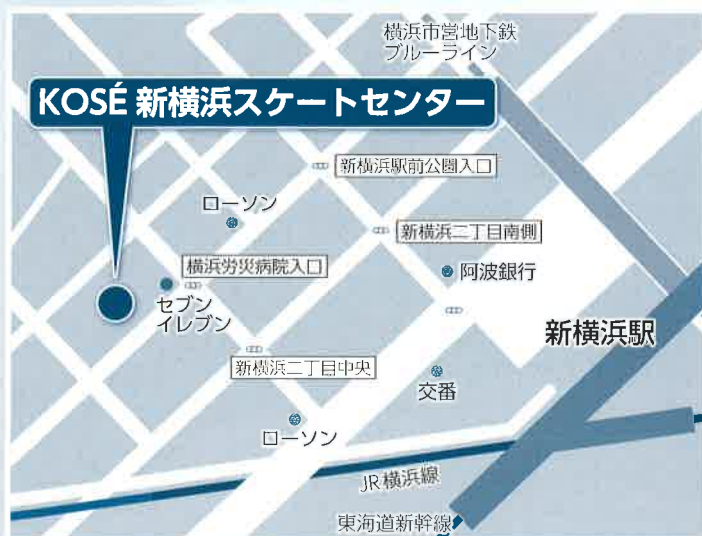 横浜市営地下鉄
ブルーライン
KOSÉ 新横浜スケートセンター
新横浜駅前公園入口
ローソン
新横浜二丁目南側
横浜労災病院入口
阿波銀行
セブン
イレブン
新横浜駅
新横浜二丁目中央
交番
ローソン
JR横浜線
東海道新幹線